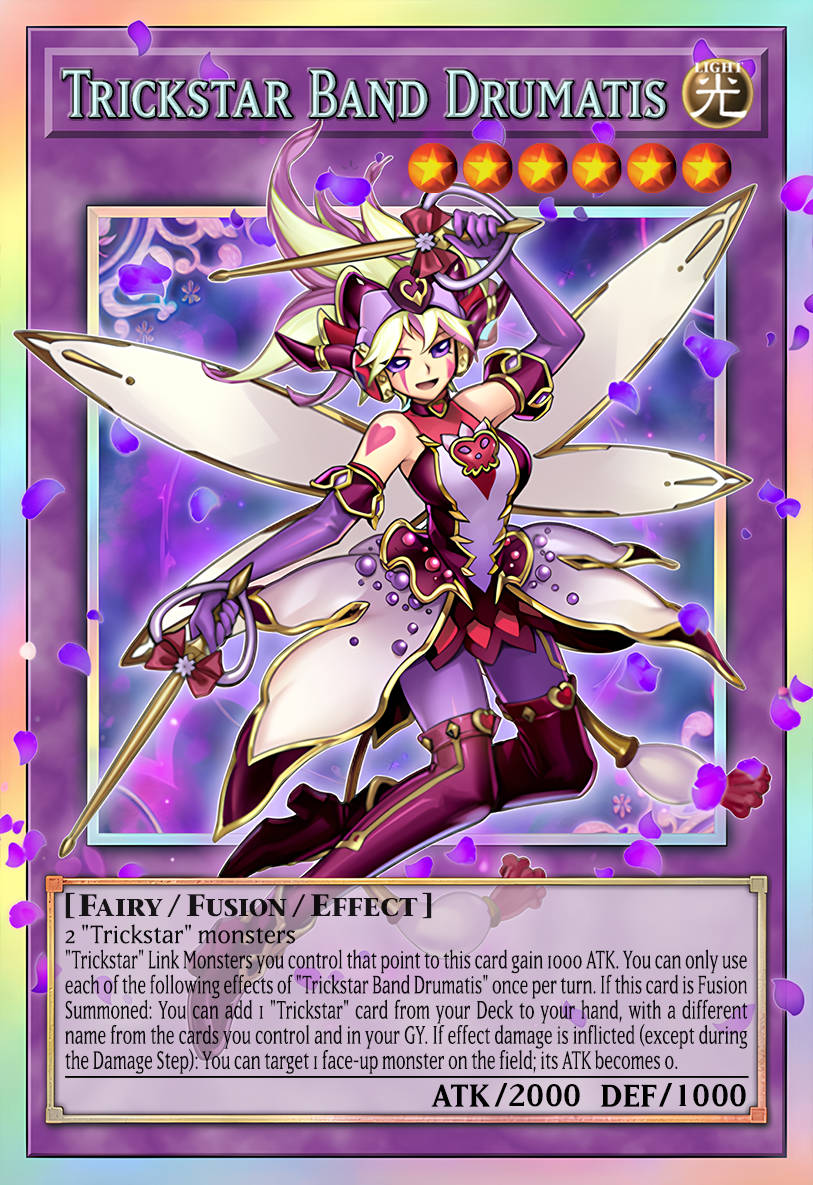 TRICKSTAR BAND DRUMATIS
LIGHT
光
[ FAIRY / FUSION / EFFECT ]
2 "Trickstar" monsters
"Trickstar" Link Monsters you control that point to this card gain 1000 ATK. You can only use
each of the following effects of "Trickstar Band Drumatis" once per turn. If this card is Fusion
Summoned: You can add 1 "Trickstar" card from your Deck to your hand, with a different
name from the cards you control and in your GY. If effect damage is inflicted (except during
the Damage Step): You can target 1 face-up monster on the field; its ATK becomes 0.
ATK/2000 DEF/1000